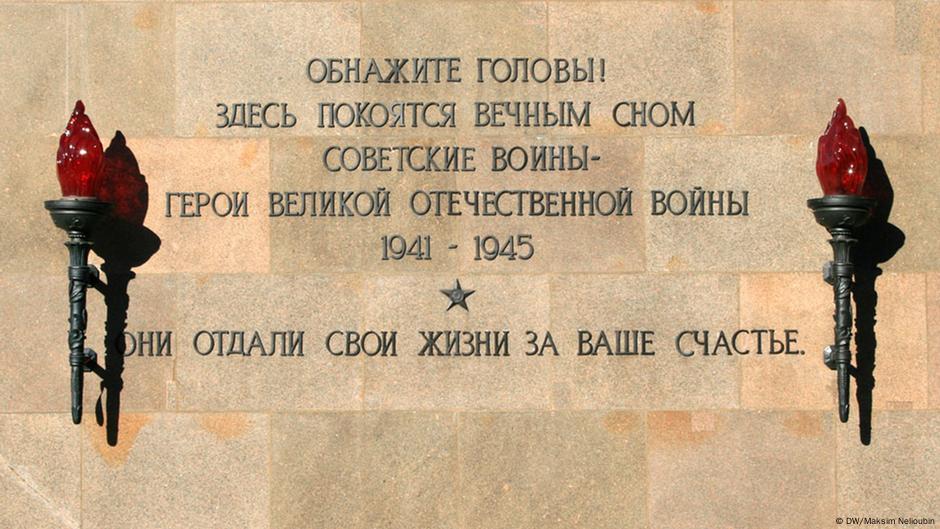 ОБНАЖИТЕ ГОЛОВЫ!
ЗДЕСЬ ПОКОЯТСЯ ВЕЧНЫМ СНОМ
СОВЕТСКИЕ ВОИНЫ-
ГЕРОИ ВЕЛИКОЙ ОТЕЧЕСТВЕННОЙ ВОЙНЫ
1941 - 1945
ОНИ ОТДАЛИ СВОИ ЖИЗНИ ЗА ВАШЕ СЧАСТЬЕ.
© DW/Maksim Nelioubin